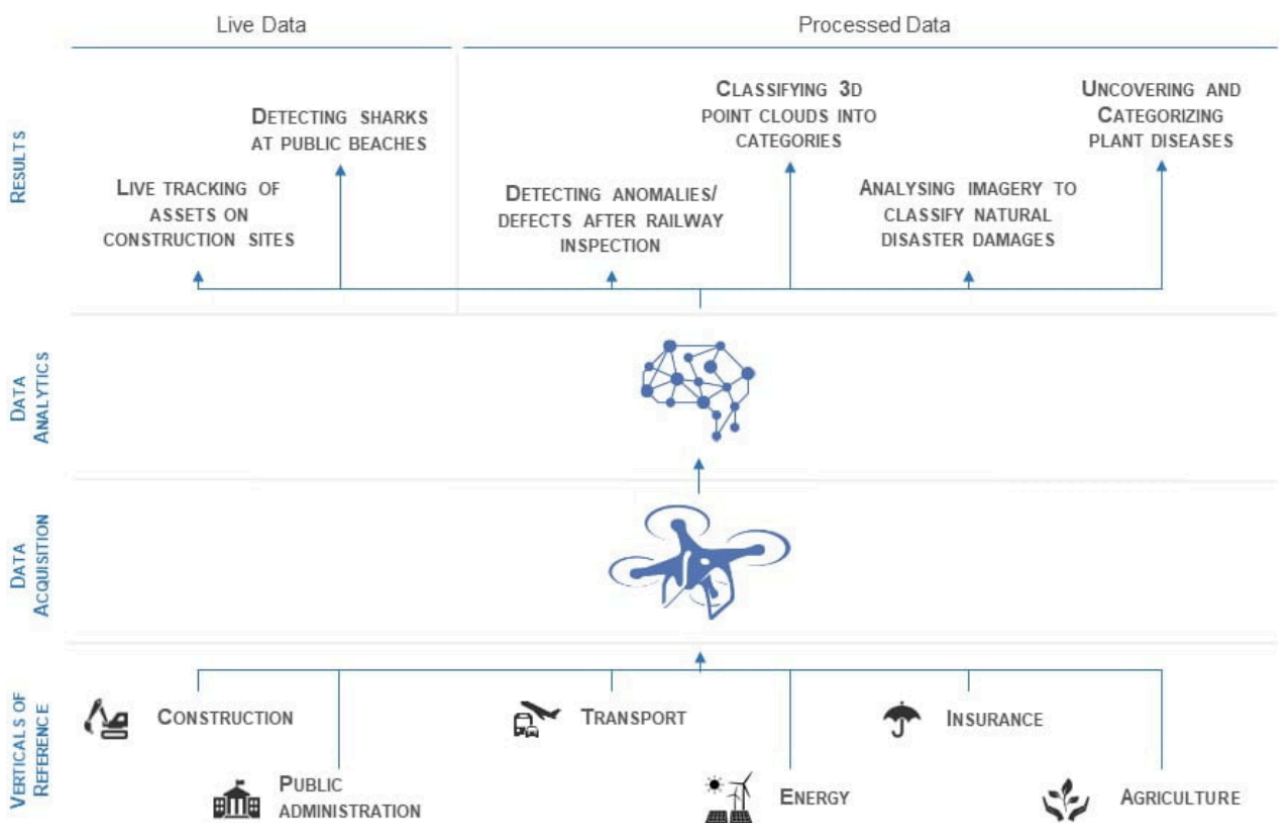 Live Data
Processed Data
RESULTS
DETECTING SHARKS
AT PUBLIC BEACHES
LIVE TRACKING OF
ASSETS ON
CONSTRUCTION SITES
CLASSIFYING 3D
POINT CLOUDS INTO
CATEGORIES
DETECTING ANOMALIES/
DEFECTS AFTER RAILWAY
INSPECTION
UNCOVERING AND
CATEGORIZING
PLANT DISEASES
ANALYSING IMAGERY TO
CLASSIFY NATURAL
DISASTER DAMAGES
DATA
ANALYTICS
DATA
ACQUISITION
VERTICALS OF
REFERENCE
CONSTRUCTION
TRANSPORT
INSURANCE
PUBLIC
ADMINISTRATION
ENERGY
AGRICULTURE